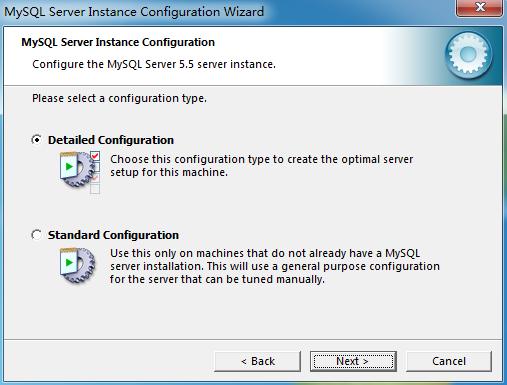 MySQL Server Instance Configuration Wizard
MySQL Server Instance Configuration
Configure the MySQL Server 5.5 server instance.
Please select a configuration type.
Detailed Configuration
Choose this configuration type to create the optimal server
setup for this machine.
Standard Configuration
Use this only on machines that do not already have a MySQL
server installation. This will use a general purpose configuration
for the server that can be tuned manually.
< Back
Next >
Cancel